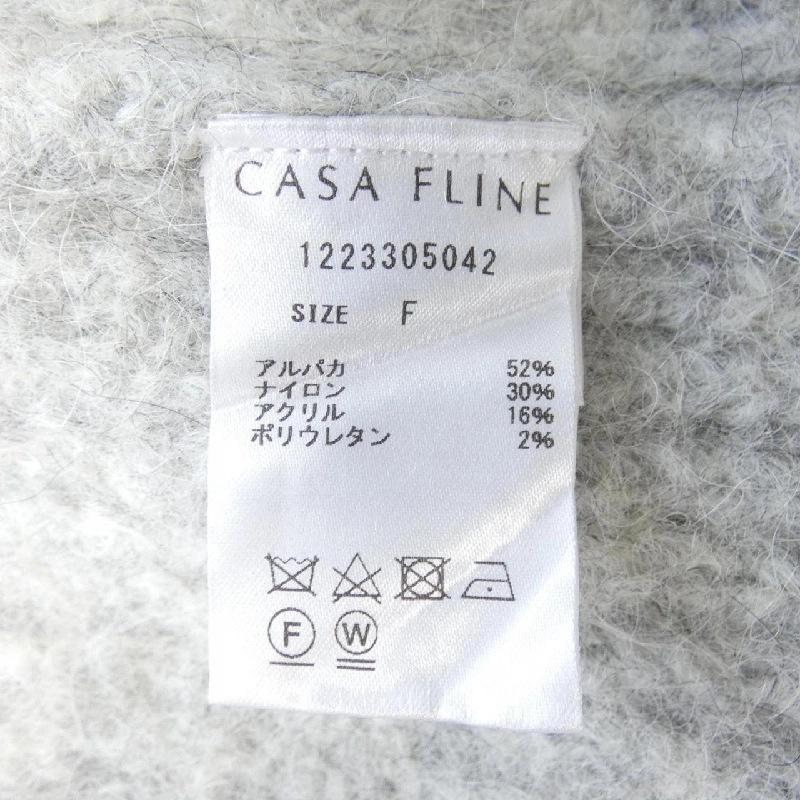 CASA FLINE
1223305042
SIZE F
アルパカ 52%
ナイロン 30%
アクリル 16%
ポリウレタン 2%
F W